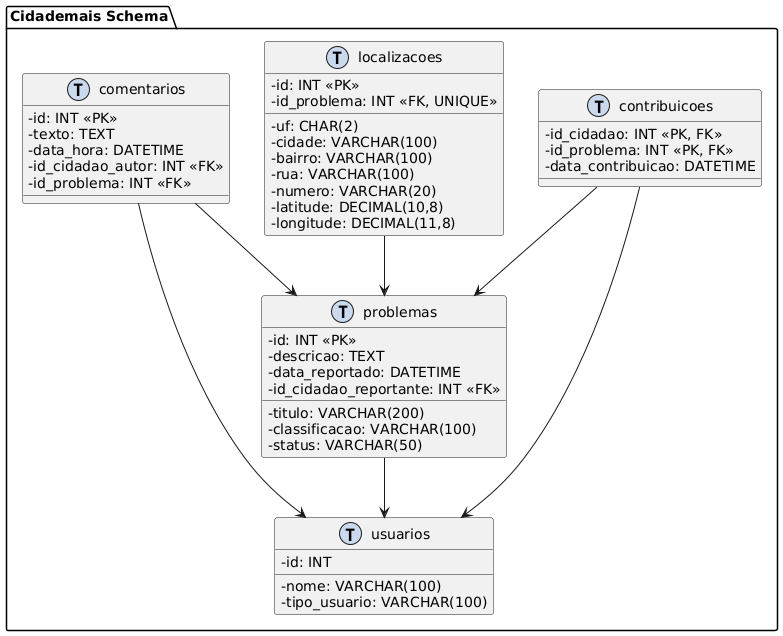 Cidademais Schema
T comentarios
-id: INT «PK»
-texto: TEXT
-data_hora: DATETIME
-id_cidadao_autor: INT «FK»
-id_problema: INT «FK»
T localizacoes
-id: INT «PK»
-id_problema: INT «FK, UNIQUE»
-uf: CHAR(2)
-cidade: VARCHAR(100)
-bairro: VARCHAR(100)
-rua: VARCHAR(100)
-numero: VARCHAR(20)
-latitude: DECIMAL(10,8)
-longitude: DECIMAL(11,8)
T contribuicoes
-id_cidadao: INT «PK, FK»
-id_problema: INT «PK, FK»
-data_contribuicao: DATETIME
T problemas
-id: INT «PK»
-descricao: TEXT
-data_reportado: DATETIME
-id_cidadao_reportante: INT «FK»
-titulo: VARCHAR(200)
-classificacao: VARCHAR(100)
-status: VARCHAR(50)
T usuarios
-id: INT
-nome: VARCHAR(100)
-tipo_usuario: VARCHAR(100)